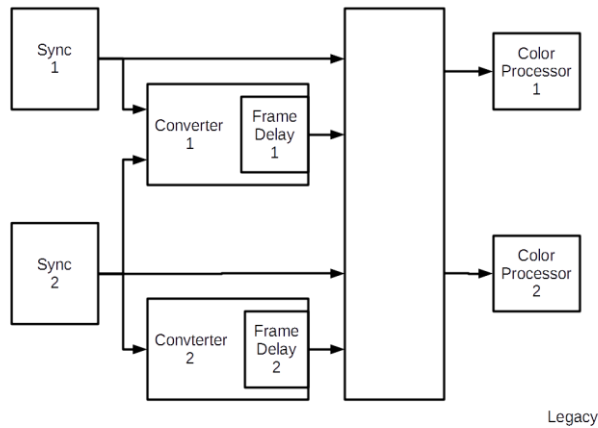 Sync
1
Color
Processor
1
Converter
1
Frame
Delay
1
Sync
2
Color
Processor
2
Convterter
2
Frame
Delay
2
Legacy